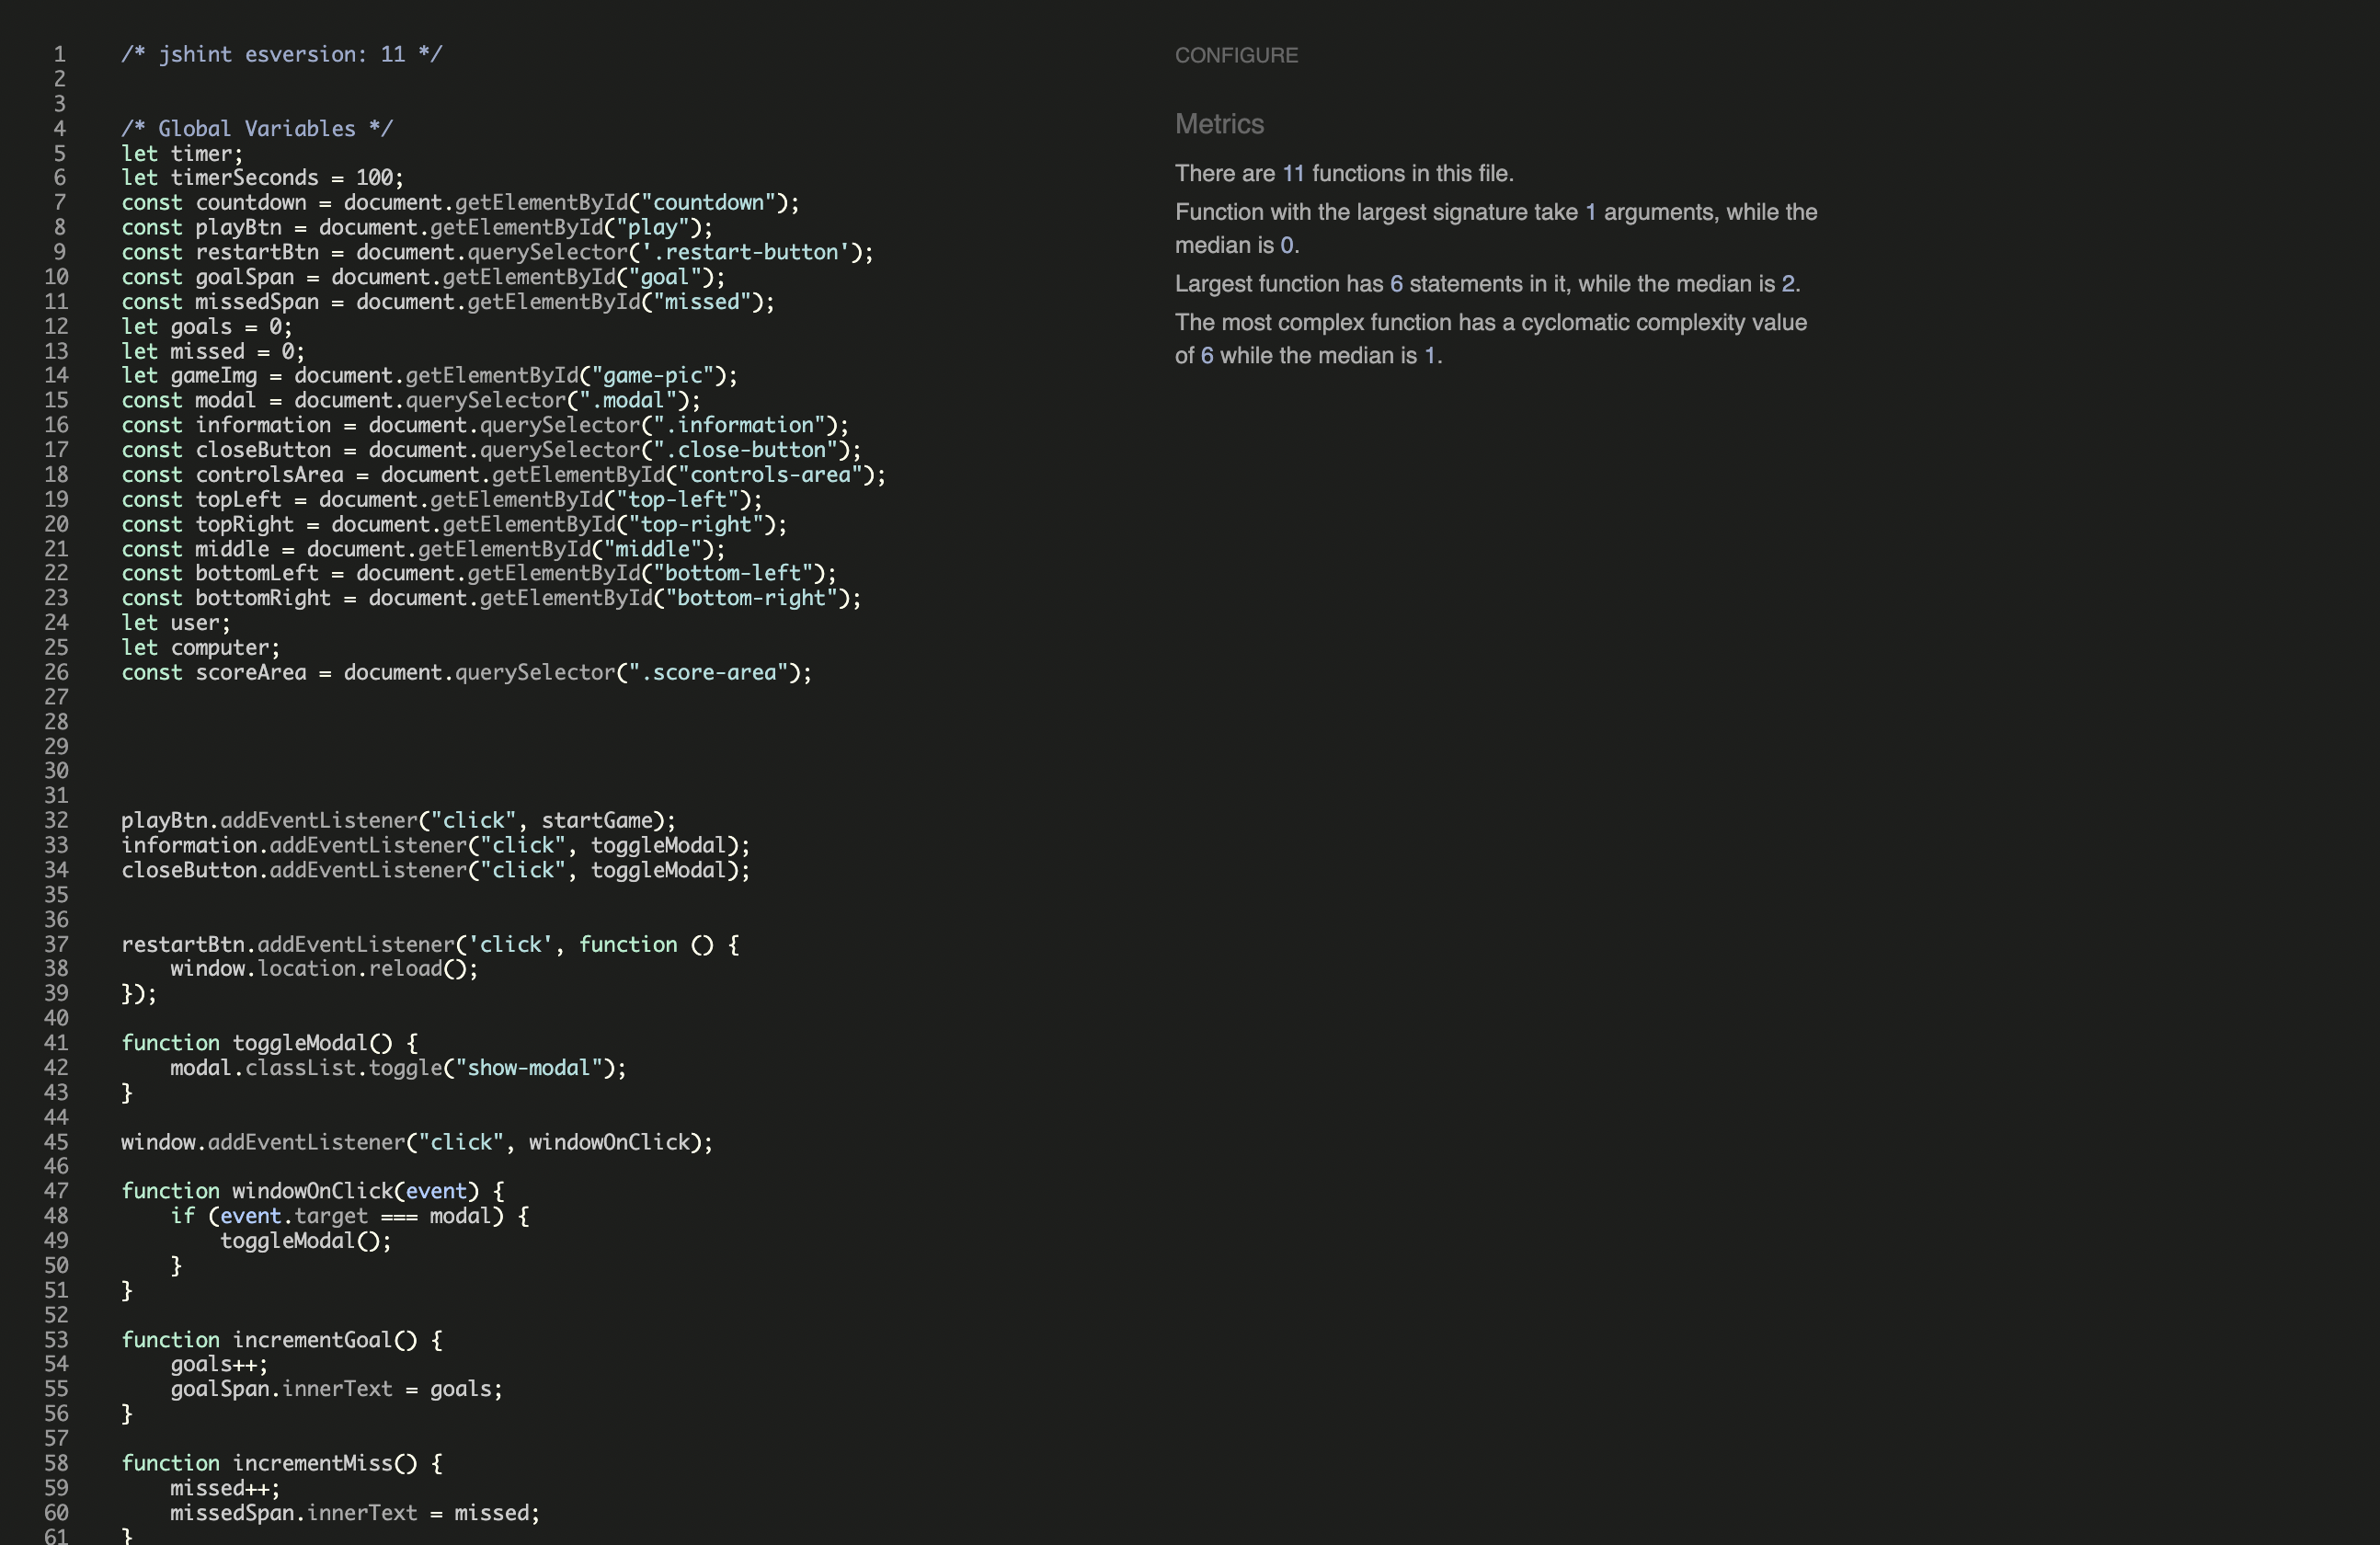 1 /* jshint esversion: 11 */
2
3
4 /* Global Variables */
5 let timer;
6 let timerSeconds = 100;
7 const countdown = document.getElementById("countdown");
8 const playBtn = document.getElementById("play");
9 const restartBtn = document.querySelector('.restart-button');
10 const goalSpan = document.getElementById("goal");
11 const missedSpan = document.getElementById("missed");
12 let goals = 0;
13 let missed = 0;
14 let gameImg = document.getElementById("game-pic");
15 const modal = document.querySelector(".modal");
16 const information = document.querySelector(".information");
17 const closeButton = document.querySelector(".close-button");
18 const controlsArea = document.getElementById("controls-area");
19 const topLeft = document.getElementById("top-left");
20 const topRight = document.getElementById("top-right");
21 const middle = document.getElementById("middle");
22 const bottomLeft = document.getElementById("bottom-left");
23 const bottomRight = document.getElementById("bottom-right");
24 let user;
25 let computer;
26 const scoreArea = document.querySelector(".score-area");
27
28
29
30
31
32 playBtn.addEventListener("click", startGame);
33 information.addEventListener("click", toggleModal);
34 closeButton.addEventListener("click", toggleModal);
35
36
37 restartBtn.addEventListener('click', function () {
38     window.location.reload();
39 });
40
41 function toggleModal() {
42     modal.classList.toggle("show-modal");
43 }
44
45 window.addEventListener("click", windowOnClick);
46
47 function windowOnClick(event) {
48     if (event.target === modal) {
49         toggleModal();
50     }
51 }
52
53 function incrementGoal() {
54     goals++;
55     goalSpan.innerText = goals;
56 }
57
58 function incrementMiss() {
59     missed++;
60     missedSpan.innerText = missed;
61 }
CONFIGURE
Metrics
There are 11 functions in this file.
Function with the largest signature take 1 arguments, while the
median is 0.
Largest function has 6 statements in it, while the median is 2.
The most complex function has a cyclomatic complexity value
of 6 while the median is 1.